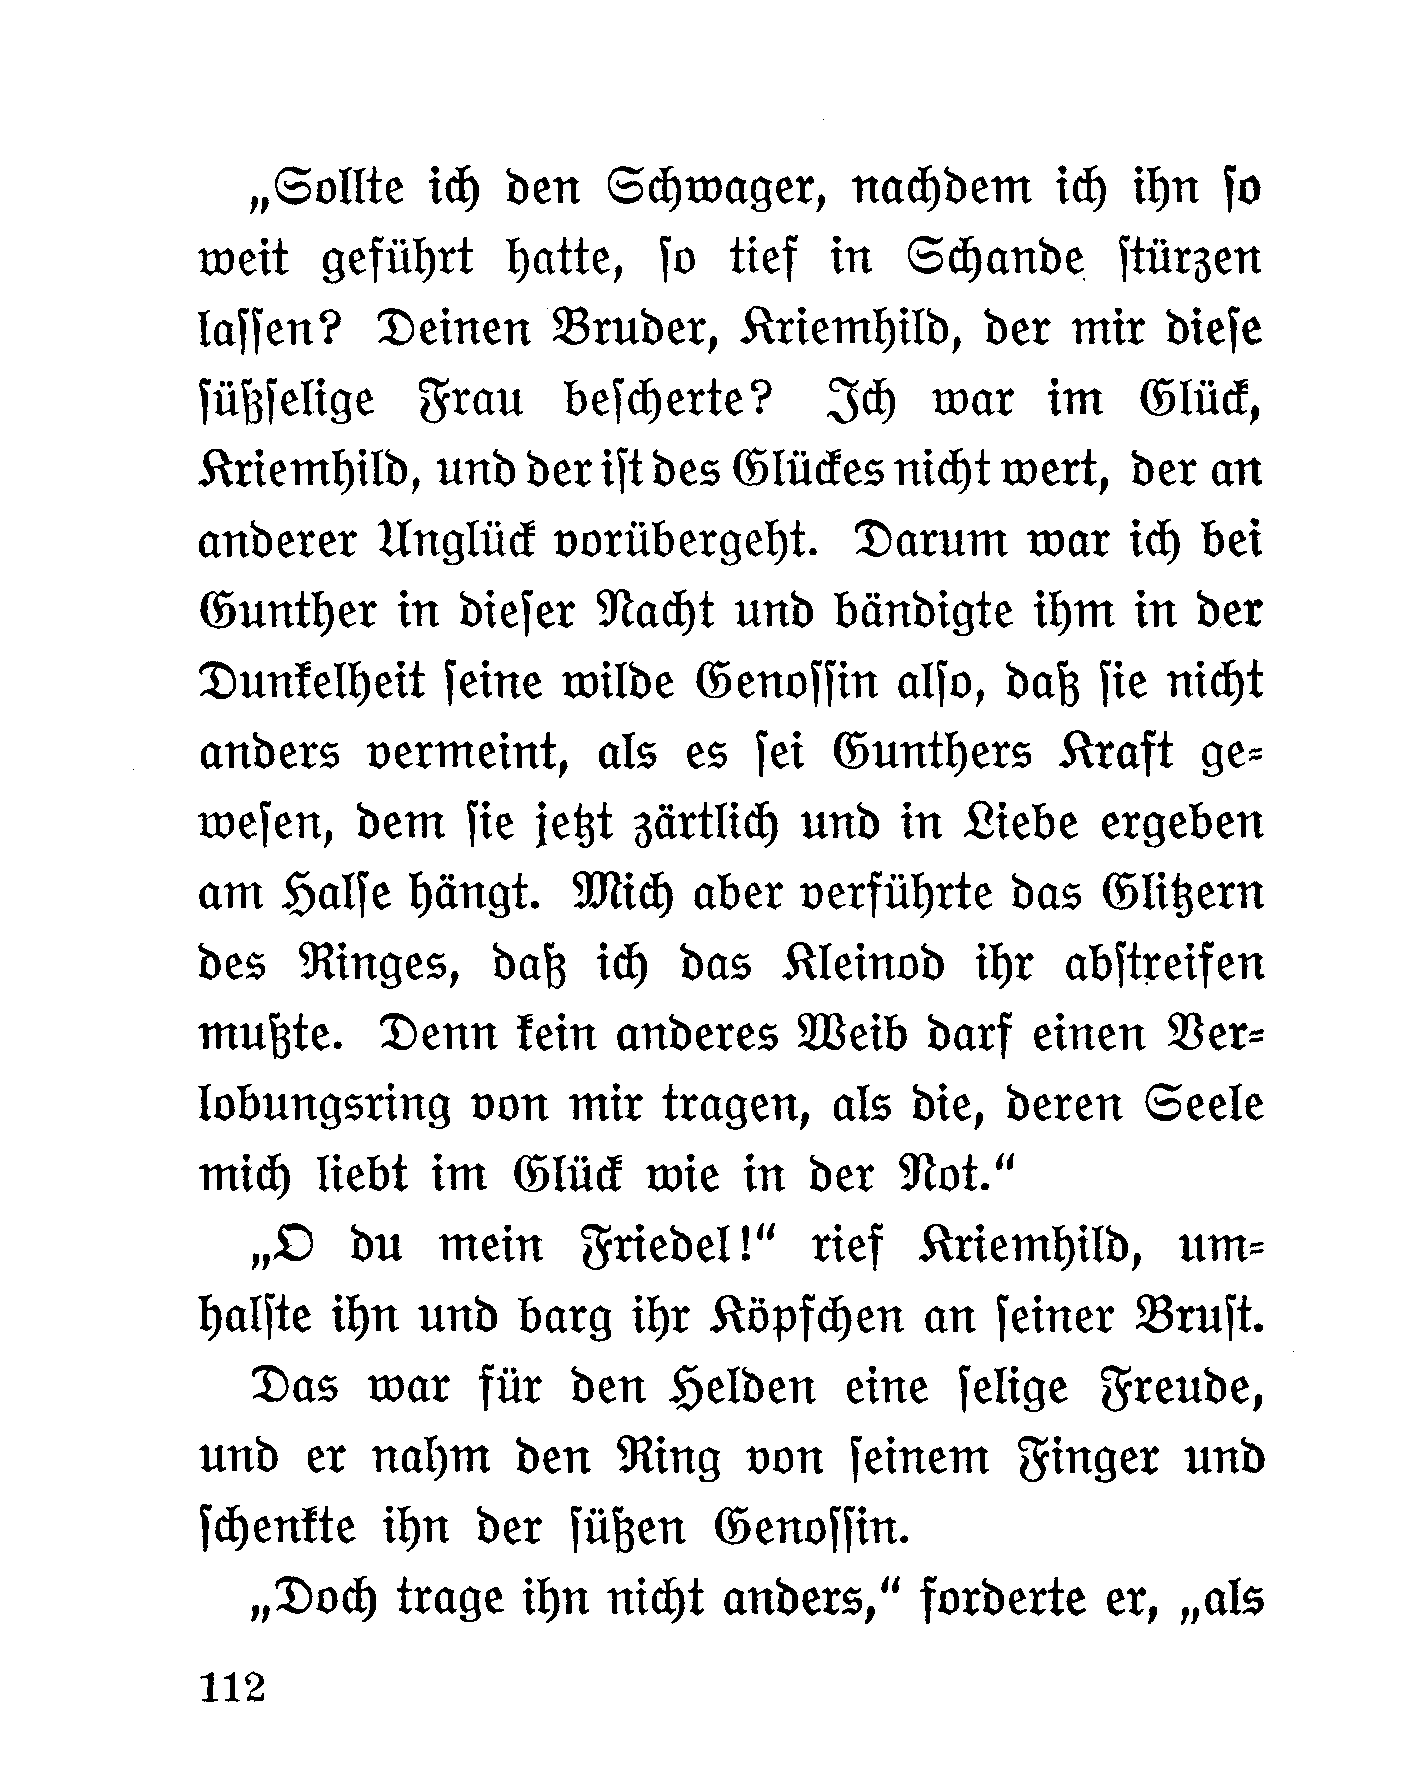 „Sollte ich den Schwager, nachdem ich ihn so
weit geführt hatte, so tief in Schande stürzen
lassen? Deinen Bruder, Kriemhild, der mir diese
süßselige Frau bescherte? Ich war im Glück,
Kriemhild, und der ist des Glückes nicht wert, der an
anderer Unglück vorübergeht. Darum war ich bei
Gunther in dieser Nacht und bändigte ihm in der
Dunkelheit seine wilde Genossin also, daß sie nicht
anders vermeint, als es sei Gunthers Kraft ge=
wesen, dem sie jetzt zärtlich und in Liebe ergeben
am Halse hängt. Mich aber verführte das Glitzern
des Ringes, daß ich das Kleinod ihr abstreifen
mußte. Denn kein anderes Weib darf einen Ver=
lobungsring von mir tragen, als die, deren Seele
mich liebt im Glück wie in der Not.“
„O du mein Friedel!“ rief Kriemhild, um=
halste ihn und barg ihr Köpfchen an seiner Brust.
Das war für den Helden eine selige Freude,
und er nahm den Ring von seinem Finger und
schenkte ihn der süßen Genossin.
„Doch trage ihn nicht anders,“ forderte er, „als
112